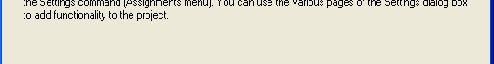 the Settings command (Assignments menu). You can use the various pages of the Settings dialog box
to add functionality to the project.